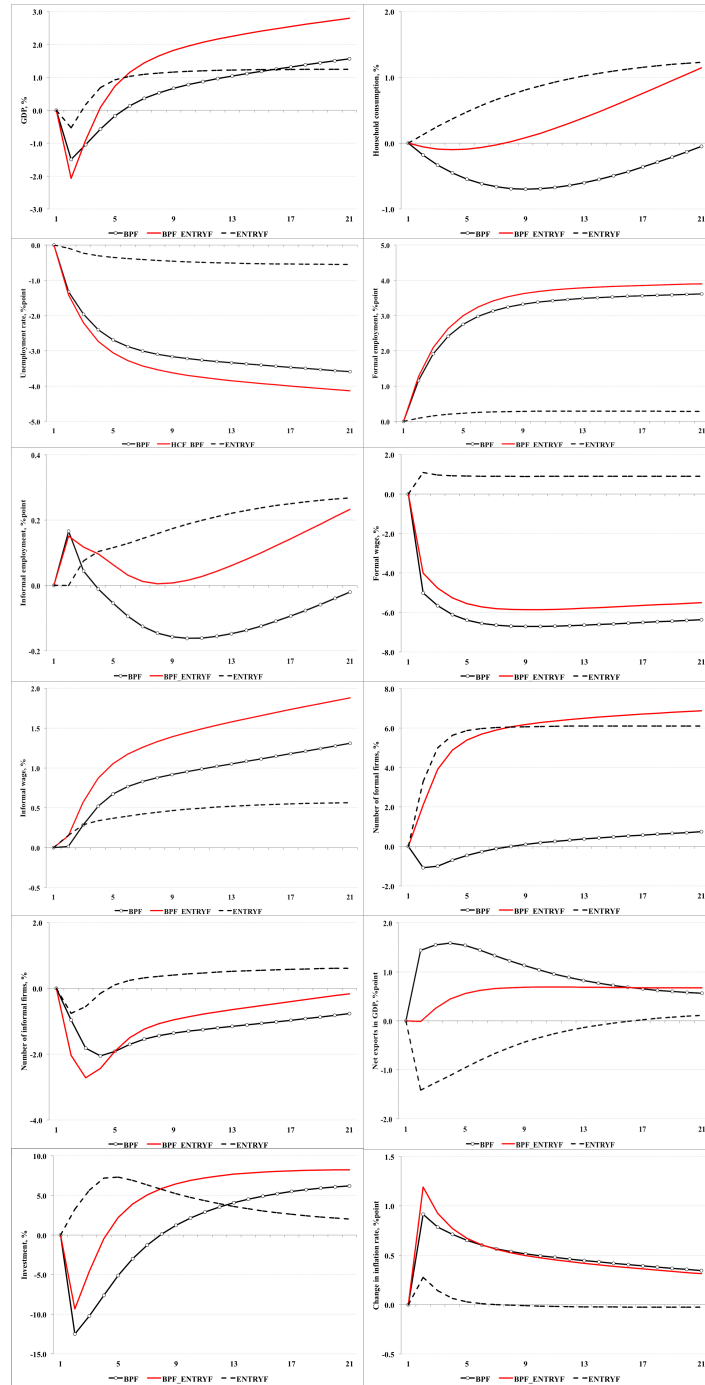 GDP, %
3.0
2.0
1.0
0.0
-1.0
-2.0
-3.0
1 5 9 13 17 21
BPF BPF_ENTRYF ENTRYF
Household consumption, %
2.0
1.0
0.0
-1.0
1 5 9 13 17 21
BPF BPF_ENTRYF ENTRYF
Unemployment rate, %point
0.0
-1.0
-2.0
-3.0
-4.0
-5.0
1 5 9 13 17 21
BPF HCF_BPF ENTRYF
Formal employment, %point
5.0
4.0
3.0
2.0
1.0
0.0
1 5 9 13 17 21
BPF BPF_ENTRYF ENTRYF
Informal employment, %point
0.4
0.2
0.0
-0.2
1 5 9 13 17 21
BPF BPF_ENTRYF ENTRYF
Formal wage, %
2.0
0.0
-2.0
-4.0
-6.0
-8.0
1 5 9 13 17 21
BPF BPF_ENTRYF ENTRYF
Informal wage, %
2.0
1.5
1.0
0.5
0.0
-0.5
1 5 9 13 17 21
BPF BPF_ENTRYF ENTRYF
Number of formal firms, %
8.0
6.0
4.0
2.0
0.0
-2.0
1 5 9 13 17 21
BPF BPF_ENTRYF ENTRYF
Number of informal firms, %
2.0
0.0
-2.0
-4.0
1 5 9 13 17 21
BPF BPF_ENTRYF ENTRYF
Net exports in GDP, %point
2.0
1.0
0.0
-1.0
-2.0
1 5 9 13 17 21
BPF BPF_ENTRYF ENTRYF
Investment, %
10.0
5.0
0.0
-5.0
-10.0
-15.0
1 5 9 13 17 21
BPF BPF_ENTRYF ENTRYF
Change in inflation rate, %point
1.5
1.0
0.5
0.0
-0.5
1 5 9 13 17 21
BPF BPF_ENTRYF ENTRYF